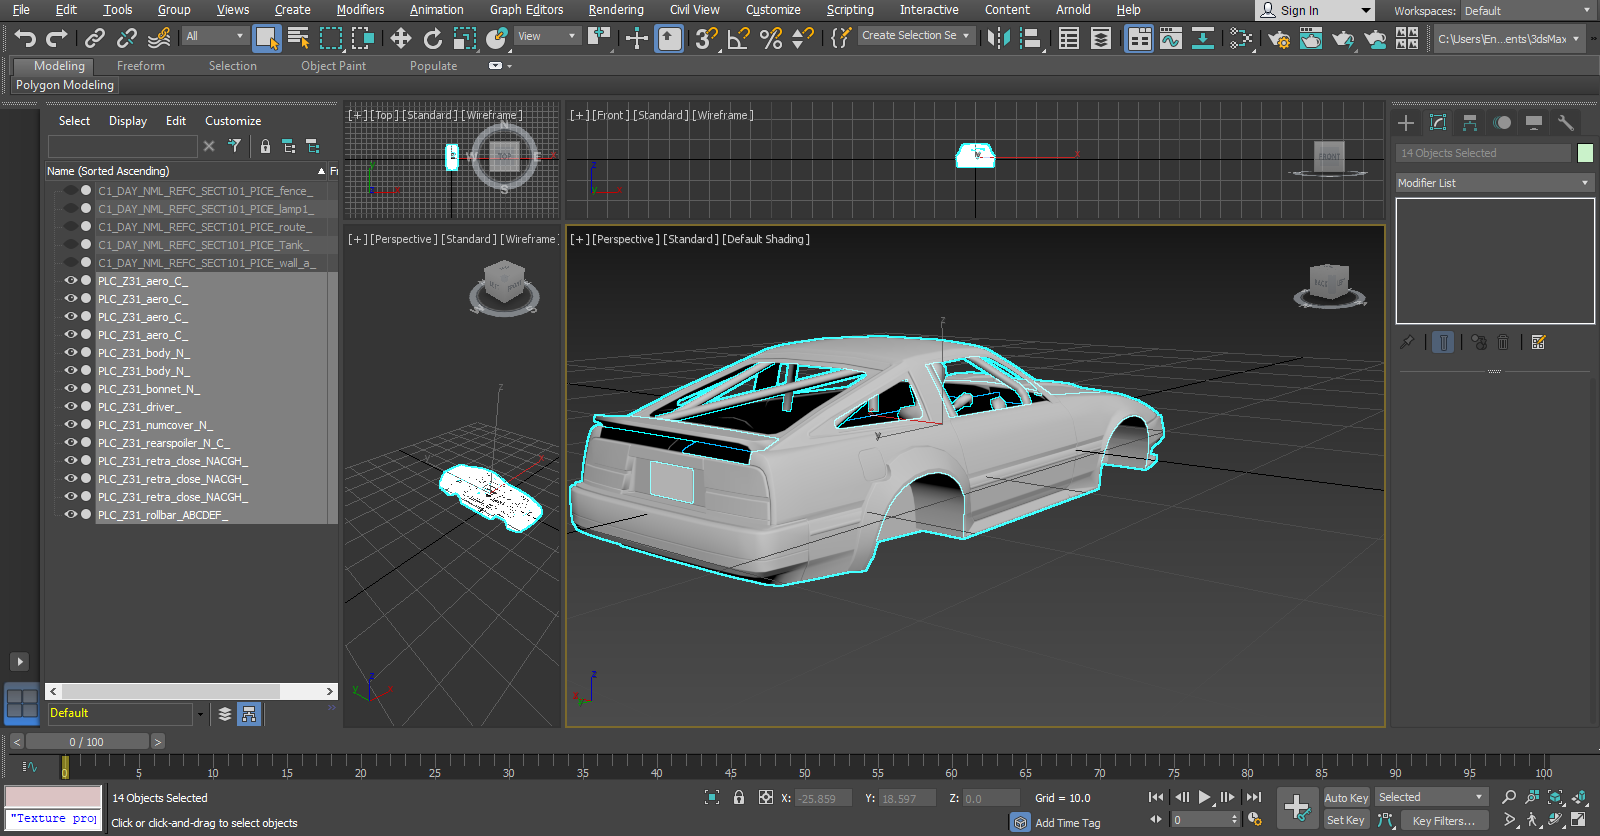 File Edit Tools Group Views Create Modifiers Animation Graph Editors Rendering Civil View Customize Scripting Interactive Content Arnold Help Sign In Workspaces: Default
All View Create Selection Se C:\Users\En...ents\3dsMax
Modeling Freeform Selection Object Paint Populate
Polygon Modeling
Select Display Edit Customize
Name (Sorted Ascending) Fr
C1_DAY_NML_REFC_SECT101_PICE_fence_
C1_DAY_NML_REFC_SECT101_PICE_lamp1_
C1_DAY_NML_REFC_SECT101_PICE_route_
C1_DAY_NML_REFC_SECT101_PICE_Tank_
C1_DAY_NML_REFC_SECT101_PICE_wall_a_
PLC_Z31_aero_C_
PLC_Z31_aero_C_
PLC_Z31_aero_C_
PLC_Z31_aero_C_
PLC_Z31_body_N_
PLC_Z31_body_N_
PLC_Z31_bonnet_N_
PLC_Z31_driver_
PLC_Z31_numcover_N_
PLC_Z31_rearspoiler_N_C_
PLC_Z31_retra_close_NACGH_
PLC_Z31_retra_close_NACGH_
PLC_Z31_retra_close_NACGH_
PLC_Z31_rollbar_ABCDEF_
Default
[+] [Top] [Standard] [Wireframe]
N
W TOP E
S
y
z x
[+] [Front] [Standard] [Wireframe]
FRONT
x
z
y
[+] [Perspective] [Standard] [Wireframe]
z
y z x
[+] [Perspective] [Standard] [Default Shading]
BACK
z
y
z
y
14 Objects Selected
Modifier List
< 0 / 100 >
0 5 10 15 20 25 30 35 40 45 50 55 60 65 70 75 80 85 90 95 100
"Texture prop
14 Objects Selected
Click or click-and-drag to select objects
X: -25.859 Y: 18.597 Z: 0.0 Grid = 10.0
Add Time Tag
0
Auto Key Selected
Set Key Key Filters...